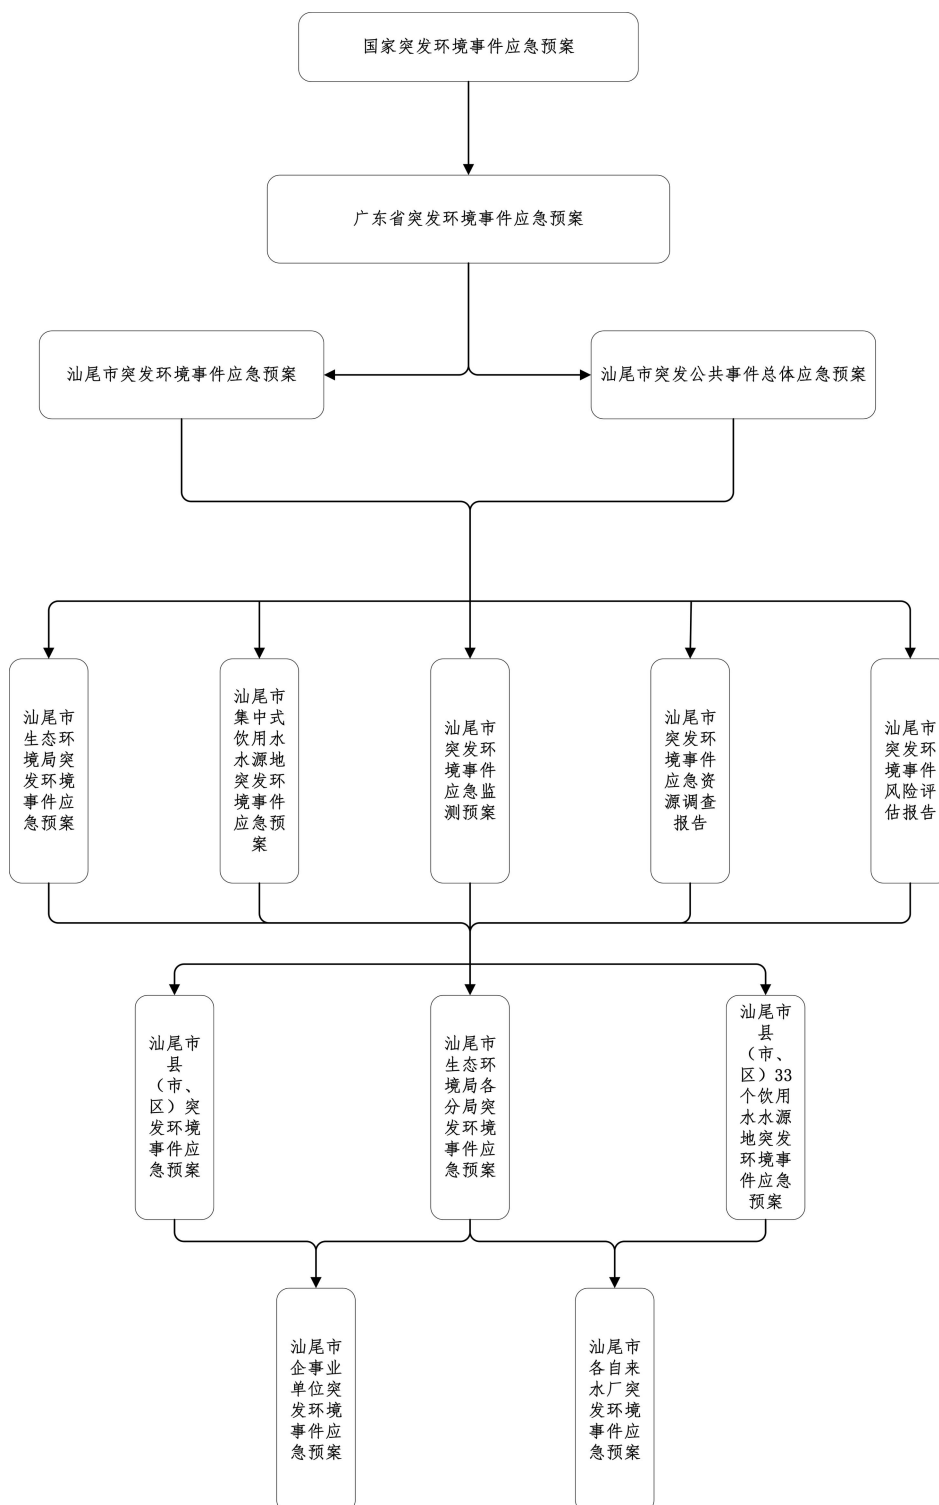 国家突发环境事件应急预案
广东省突发环境事件应急预案
汕尾市突发环境事件应急预案
汕尾市突发公共事件总体应急预案
汕尾市
生态环
境局突
发环境
事件应
急预案
汕尾市
集中式
饮用水
水源地
突发环
境事件
应急预
案
汕尾市
突发环
境事件
应急监
测预案
汕尾市
突发环
境事件
应急资
源调查
报告
汕尾市
突发环
境事件
风险评
估报告
汕尾市
县
（市、
区）突
发环境
事件应
急预案
汕尾市
生态环
境局各
分局突
发环境
事件应
急预案
汕尾市
县
（市、
区）33
个饮用
水水源
地突发
环境事
件应急
预案
汕尾市
企事业
单位突
发环境
事件应
急预案
汕尾市
各自来
水厂突
发环境
事件应
急预案